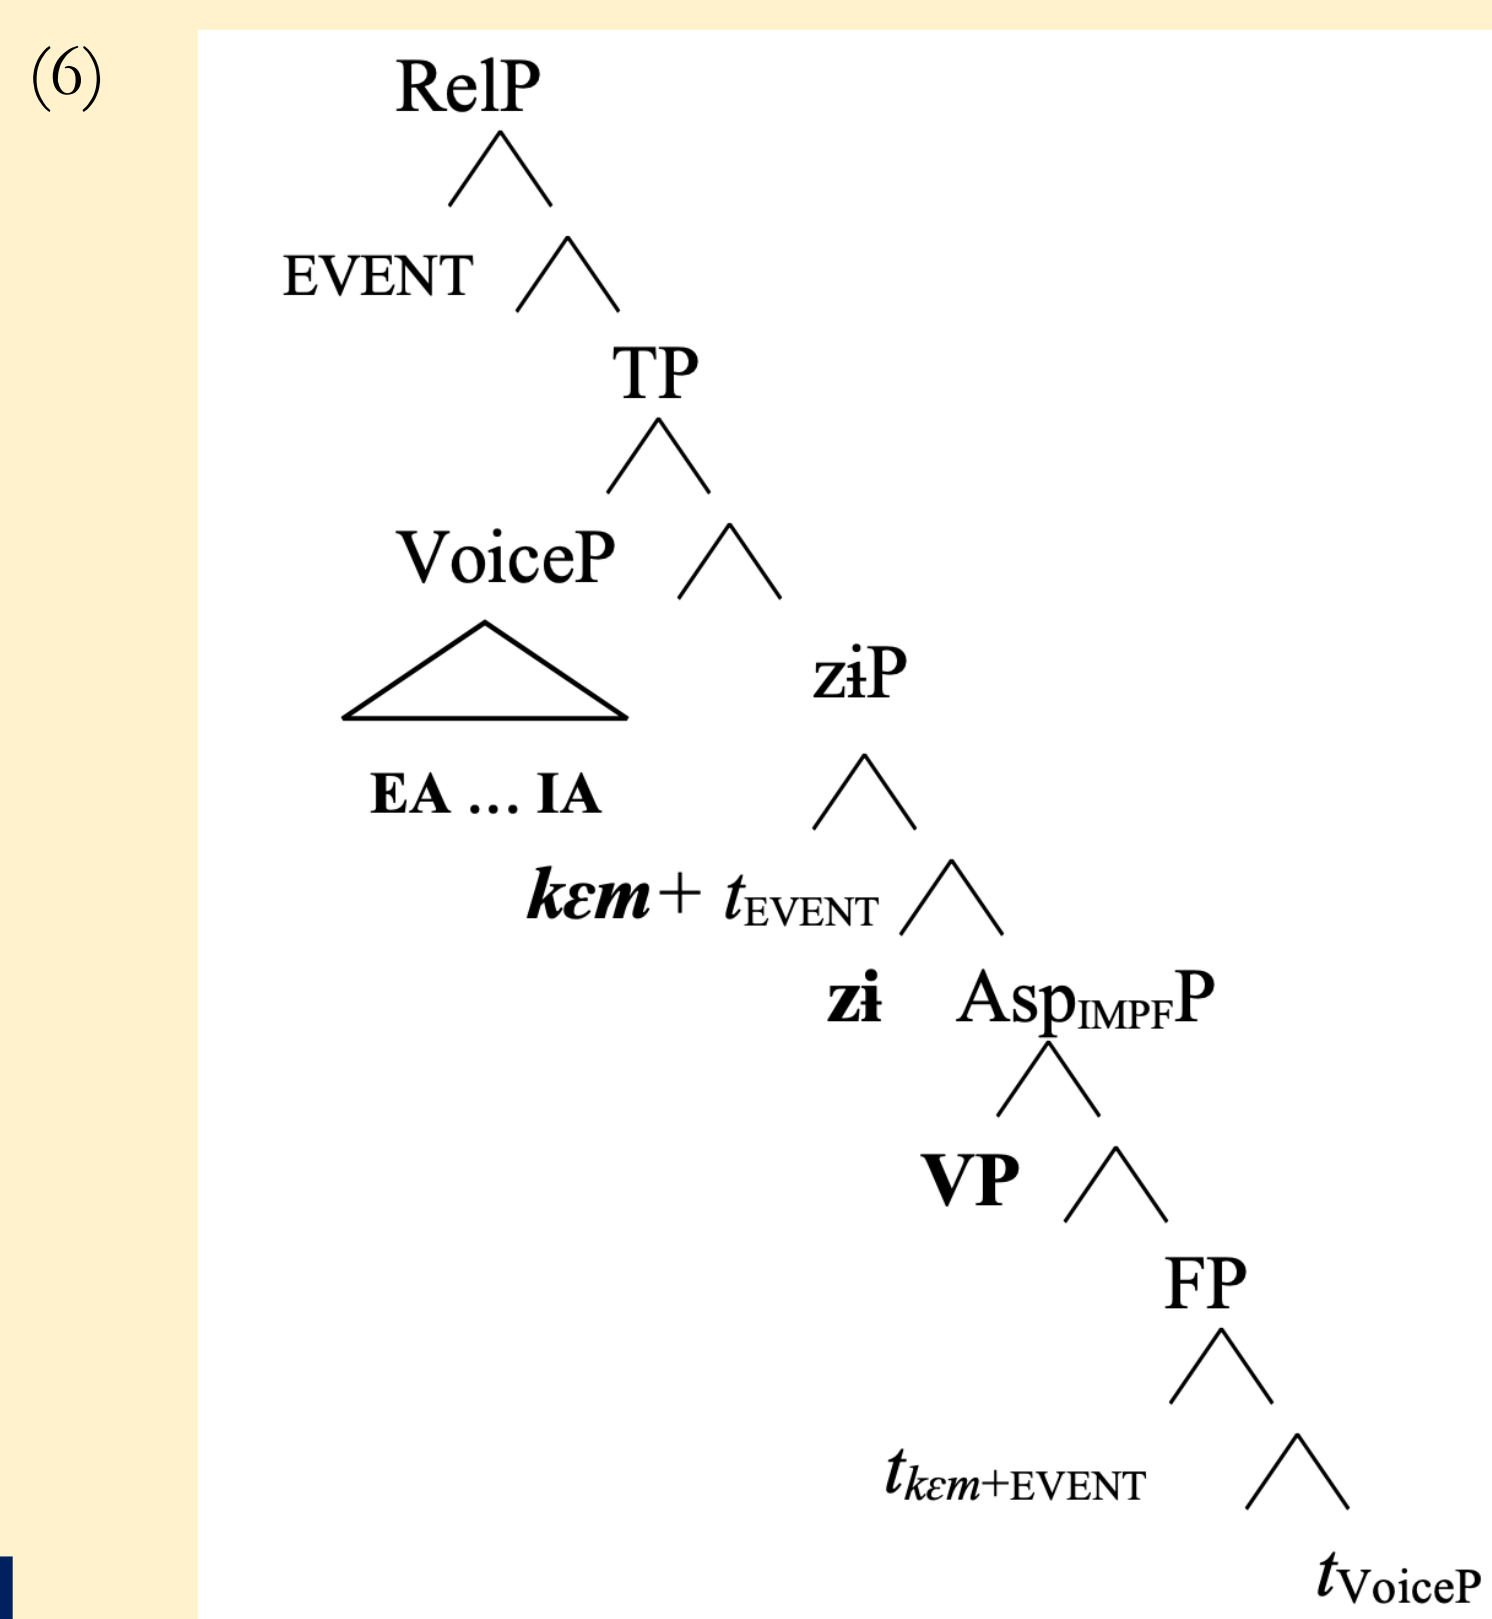 (6)
RelP
EVENT
TP
VoiceP
zɨP
EA ... IA
kɛm + tEVENT
zɨ AspIMPFP
VP
FP
tkɛm+EVENT
tVoiceP